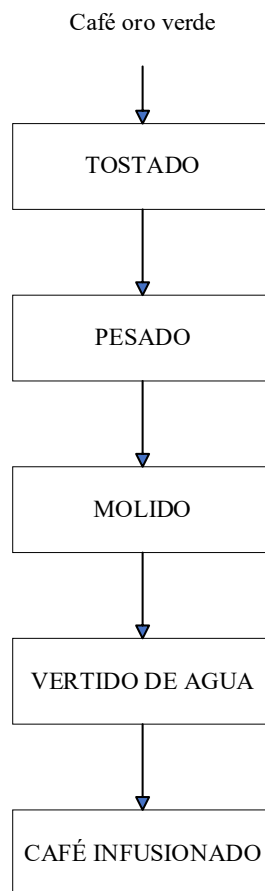 Café oro verde
TOSTADO
PESADO
MOLIDO
VERTIDO DE AGUA
CAFÉ INFUSIONADO